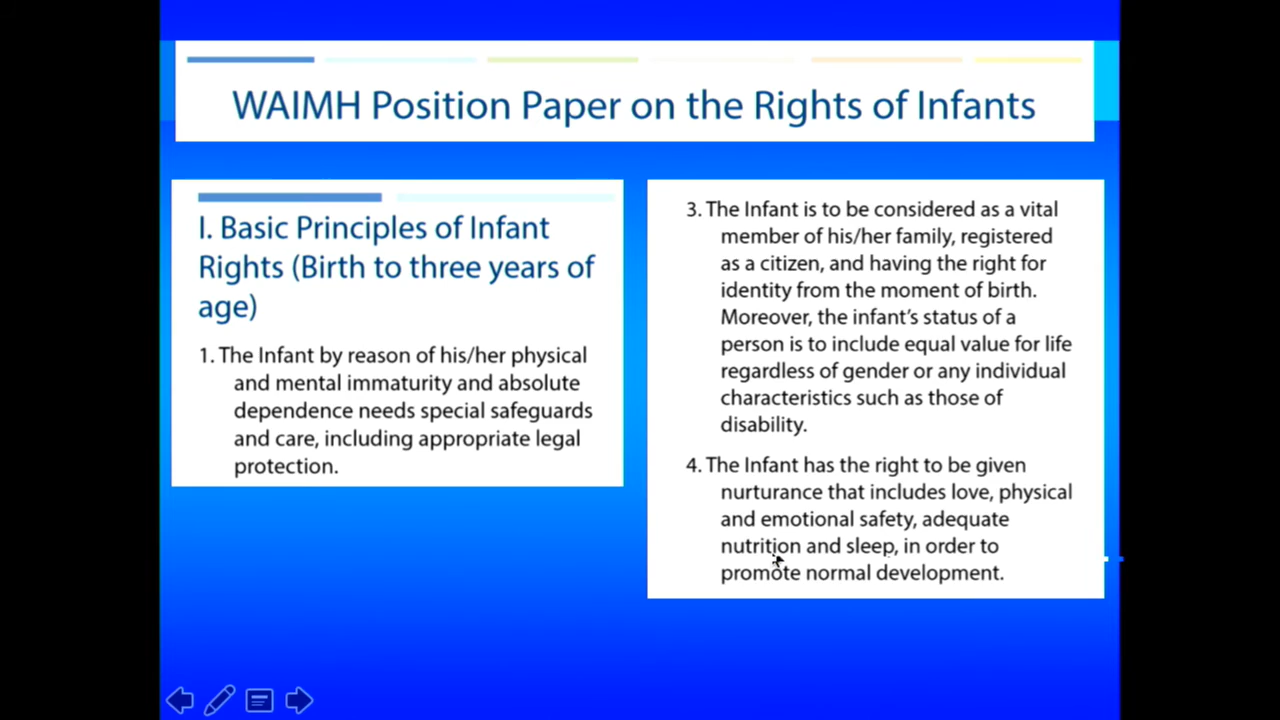 WAIMH Position Paper on the Rights of Infants
I. Basic Principles of Infant
Rights (Birth to three years of
age)
1. The Infant by reason of his/her physical
and mental immaturity and absolute
dependence needs special safeguards
and care, including appropriate legal
protection.
3. The Infant is to be considered as a vital
member of his/her family, registered
as a citizen, and having the right for
identity from the moment of birth.
Moreover, the infant’s status of a
person is to include equal value for life
regardless of gender or any individual
characteristics such as those of
disability.
4. The Infant has the right to be given
nurturance that includes love, physical
and emotional safety, adequate
nutrition and sleep, in order to
promote normal development.